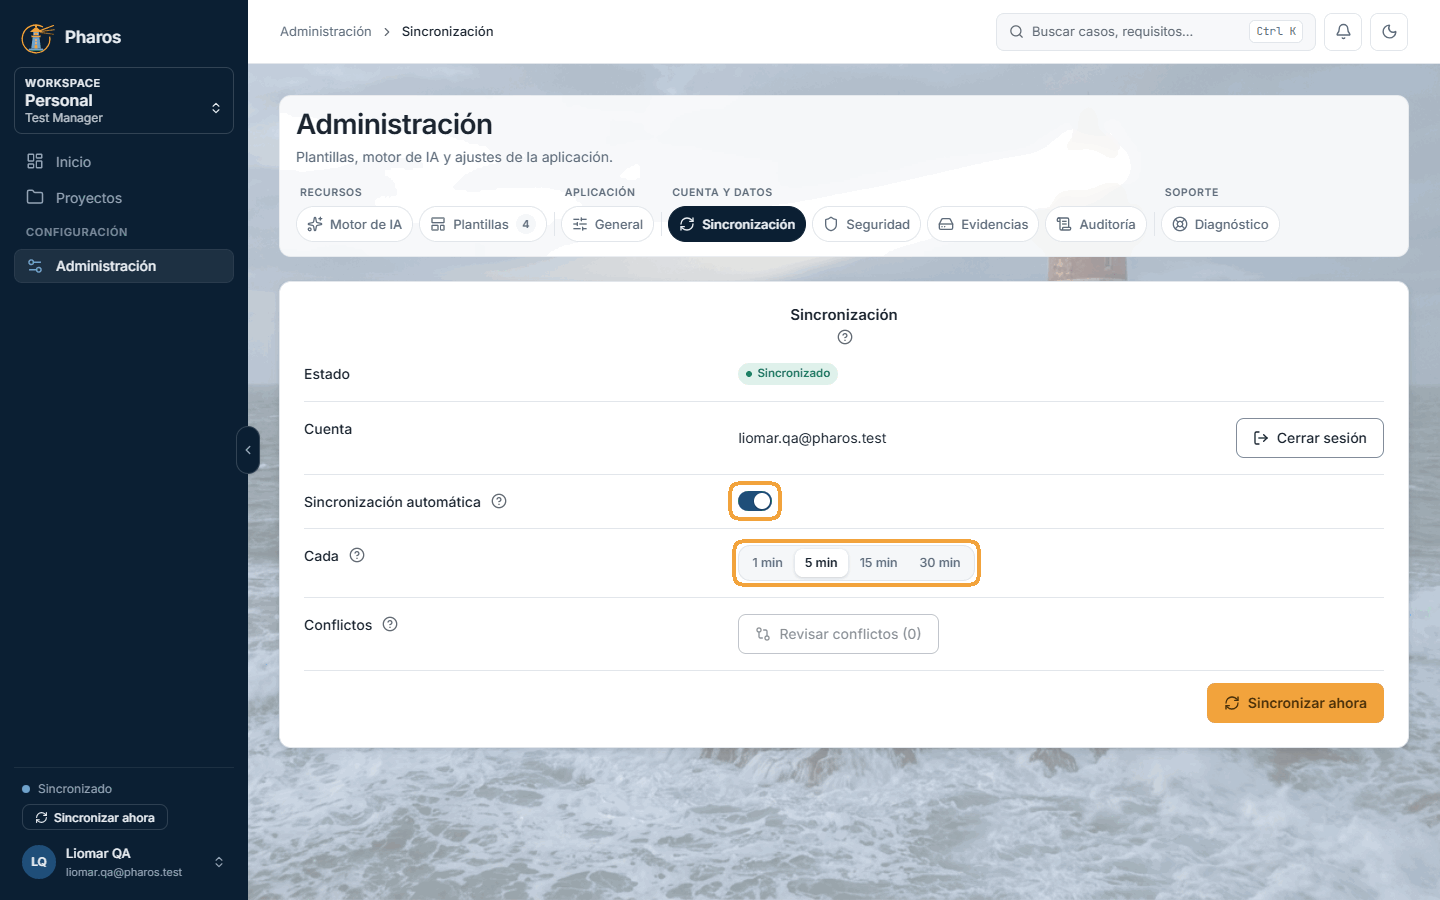 Pharos
WORKSPACE
Personal
Test Manager
Inicio
Proyectos
CONFIGURACIÓN
Administración
Sincronizado
Sincronizar ahora
LQ
Liomar QA
liomar.qa@pharos.test
Administración
Sincronización
Buscar casos, requisitos...
Ctrl K
Administración
Plantillas, motor de IA y ajustes de la aplicación.
RECURSOS
Motor de IA
Plantillas 4
APLICACIÓN
General
CUENTA Y DATOS
Sincronización
Seguridad
Evidencias
Auditoría
SOPORTE
Diagnóstico
Sincronización
Estado
Sincronizado
Cuenta
liomar.qa@pharos.test
Cerrar sesión
Sincronización automática
Cada
1 min 5 min 15 min 30 min
Conflictos
Revisar conflictos (0)
Sincronizar ahora